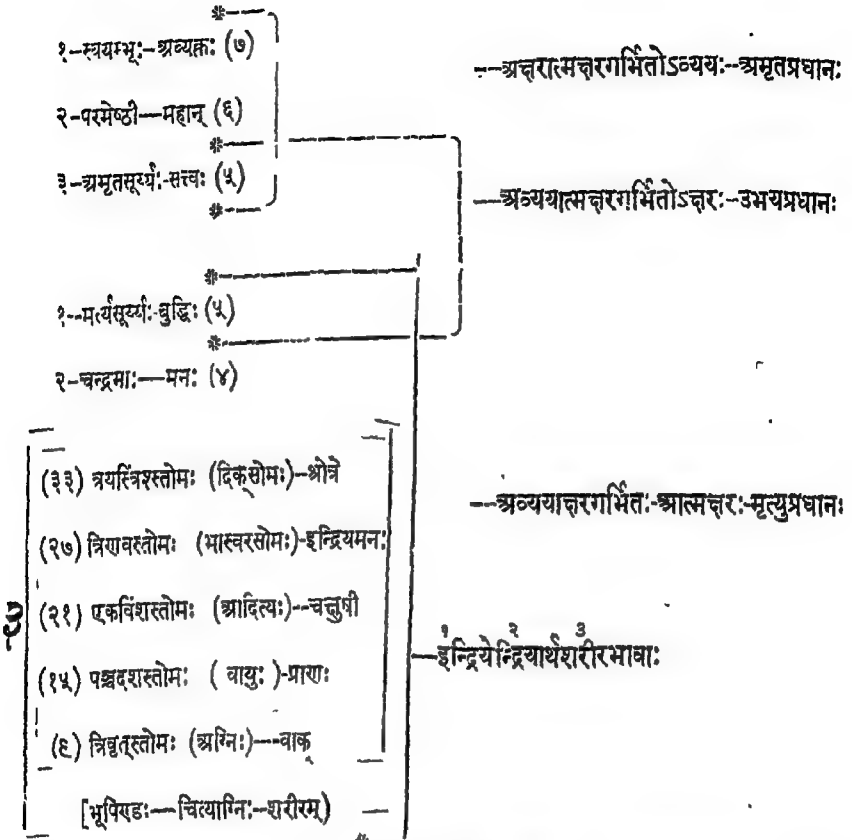 १-स्वयम्भूः-अव्यक्तः (७)
--अक्षरात्मक्षरगर्भितोऽव्ययः--अमृतप्रधानः
२-परमेष्ठी—महान् (६)
३-अमृतसूर्य्यः-सत्त्वः (५)
—अव्ययात्मक्षरगर्भितोऽक्षरः-उभयप्रधानः
१--मर्त्यसूर्य्यः-बुद्धिः (५)
२-चन्द्रमाः—मनः (४)
(३३) त्रयस्त्रिंशस्तोमः (दिक्सोमः)–श्रोत्रे
--अव्ययाक्षरगर्भितः-आत्मक्षरः-मृत्युप्रधानः
(२७) त्रिणवस्तोमः (भास्वरसोमः)-इन्द्रियमनः
(२१) एकविंशस्तोमः (आदित्यः)--चक्षुषी
१ २ ३
—इन्द्रियेन्द्रियार्थशरीरभावाः
(१५) पञ्चदशस्तोमः ( वायुः )-प्राणः
(९) त्रिवृत्स्तोमः (अग्निः)—वाक्
[भूपिण्डः—चित्याग्निः–शरीरम्)